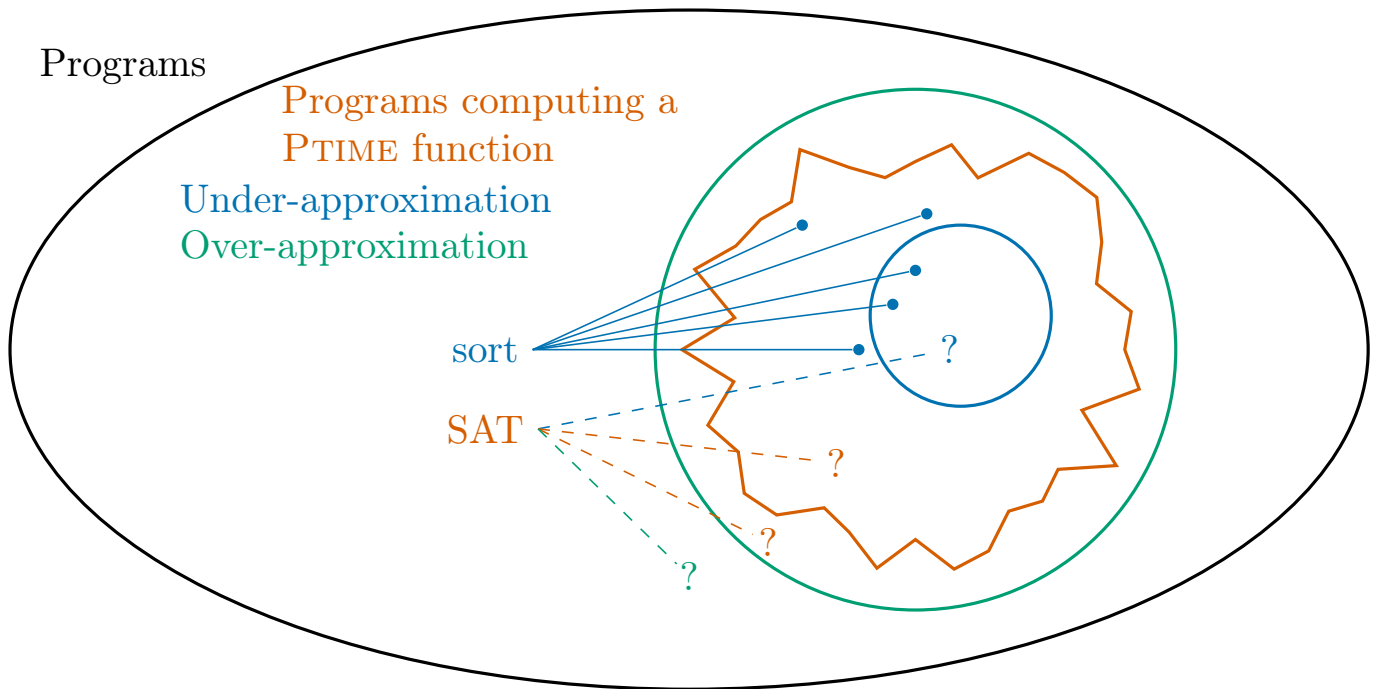 Programs
Programs computing a
PTIME function
Under-approximation
Over-approximation
sort
?
SAT
?
?
?